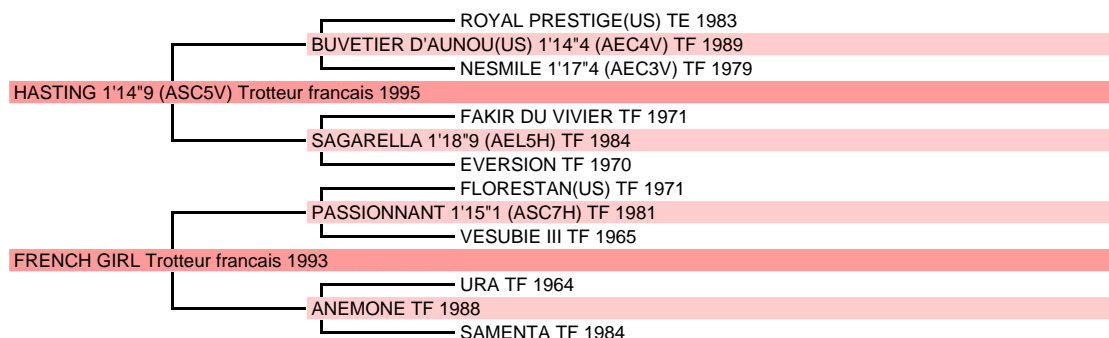 ROYAL PRESTIGE(US) TE 1983
BUVETIER D'AUNOU(US) 1'14"4 (AEC4V) TF 1989
NESMILE 1'17"4 (AEC3V) TF 1979
HASTING 1'14"9 (ASC5V) Trotteur francais 1995
FAKIR DU VIVIER TF 1971
SAGARELLA 1'18"9 (AEL5H) TF 1984
EVERSION TF 1970
FLORESTAN(US) TF 1971
PASSIONNANT 1'15"1 (ASC7H) TF 1981
VESUBIE III TF 1965
FRENCH GIRL Trotteur francais 1993
URA TF 1964
ANEMONE TF 1988
SAMENTA TF 1984